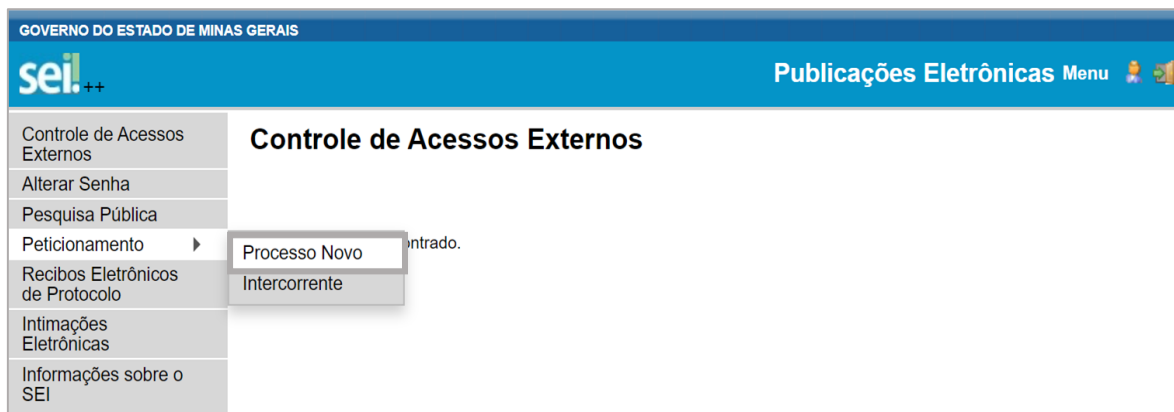 GOVERNO DO ESTADO DE MINAS GERAIS
sei! ++
Publicações Eletrônicas Menu
Controle de Acessos
Externos
Alterar Senha
Pesquisa Pública
Peticionamento
Recibos Eletrônicos
de Protocolo
Intimações
Eletrônicas
Informações sobre o
SEI
Controle de Acessos Externos
Processo Novo
Intercorrente
ontrado.